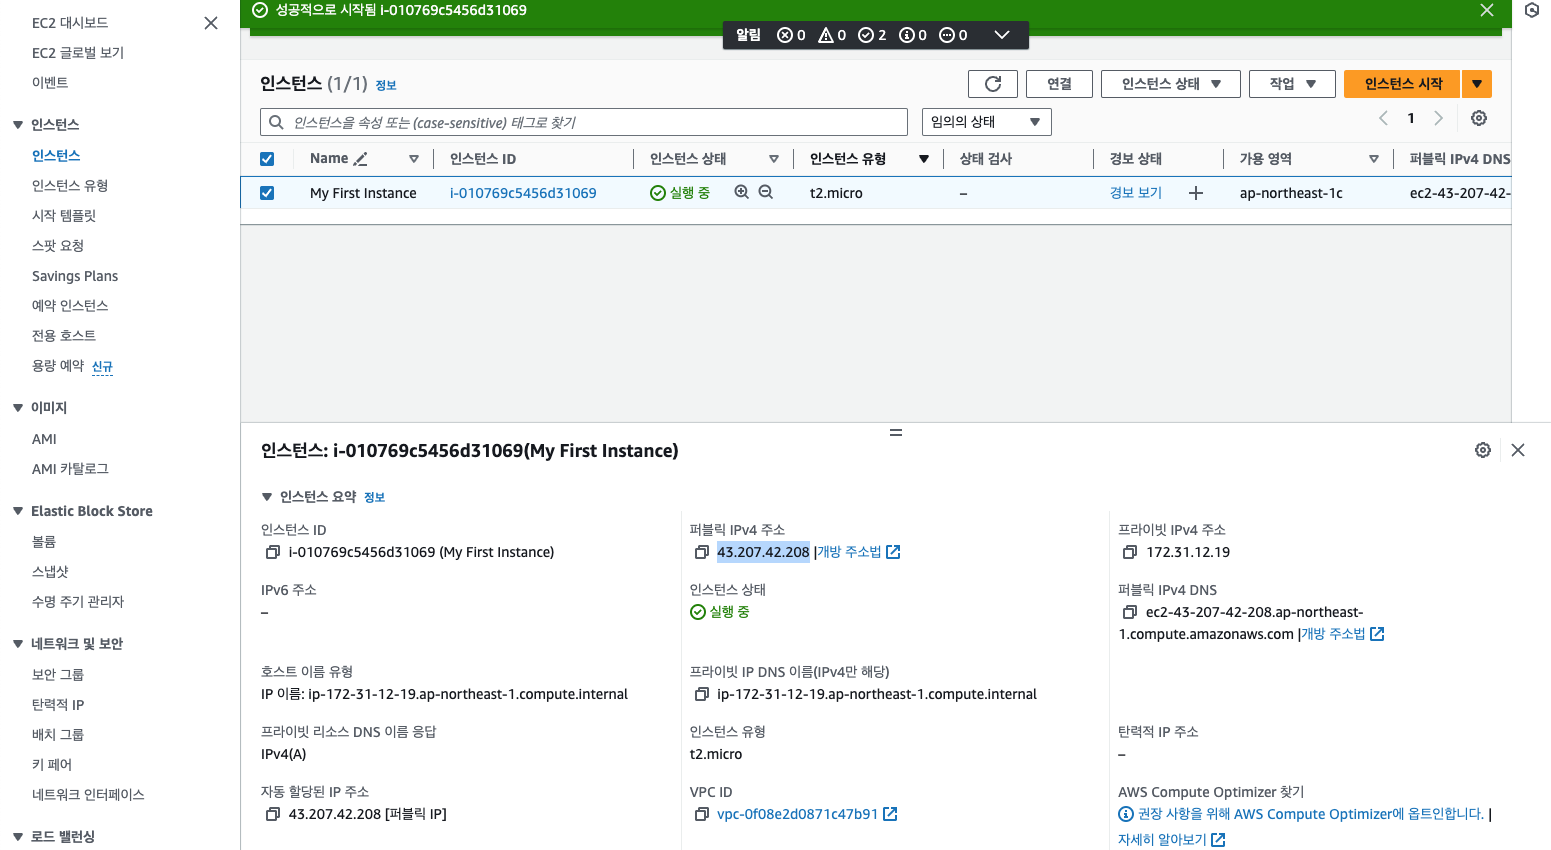 EC2 대시보드
EC2 글로벌 보기
이벤트
인스턴스
인스턴스
인스턴스 유형
시작 템플릿
스팟 요청
Savings Plans
예약 인스턴스
전용 호스트
용량 예약 신규
이미지
AMI
AMI 카탈로그
Elastic Block Store
볼륨
스냅샷
수명 주기 관리자
네트워크 및 보안
보안 그룹
탄력적 IP
배치 그룹
키 페어
네트워크 인터페이스
로드 밸런싱
성공적으로 시작됨 i-010769c5456d31069
알림 0 0 2 0 0
인스턴스 (1/1) 정보
연결 인스턴스 상태 작업 인스턴스 시작
인스턴스을 속성 또는 (case-sensitive) 태그로 찾기 임의의 상태 1
Name 인스턴스 ID 인스턴스 상태 인스턴스 유형 상태 검사 경보 상태 가용 영역 퍼블릭 IPv4 DNS
My First Instance i-010769c5456d31069 실행 중 t2.micro – 경보 보기 ap-northeast-1c ec2-43-207-42-
인스턴스: i-010769c5456d31069(My First Instance)
인스턴스 요약 정보
인스턴스 ID
i-010769c5456d31069 (My First Instance)
퍼블릭 IPv4 주소
43.207.42.208 |개방 주소법
프라이빗 IPv4 주소
172.31.12.19
IPv6 주소
–
인스턴스 상태
실행 중
퍼블릭 IPv4 DNS
ec2-43-207-42-208.ap-northeast-
1.compute.amazonaws.com |개방 주소법
호스트 이름 유형
IP 이름: ip-172-31-12-19.ap-northeast-1.compute.internal
프라이빗 IP DNS 이름(IPv4만 해당)
ip-172-31-12-19.ap-northeast-1.compute.internal
프라이빗 리소스 DNS 이름 응답
IPv4(A)
인스턴스 유형
t2.micro
탄력적 IP 주소
–
자동 할당된 IP 주소
43.207.42.208 [퍼블릭 IP]
VPC ID
vpc-0f08e2d0871c47b91
AWS Compute Optimizer 찾기
권장 사항을 위해 AWS Compute Optimizer에 옵트인합니다. |
자세히 알아보기